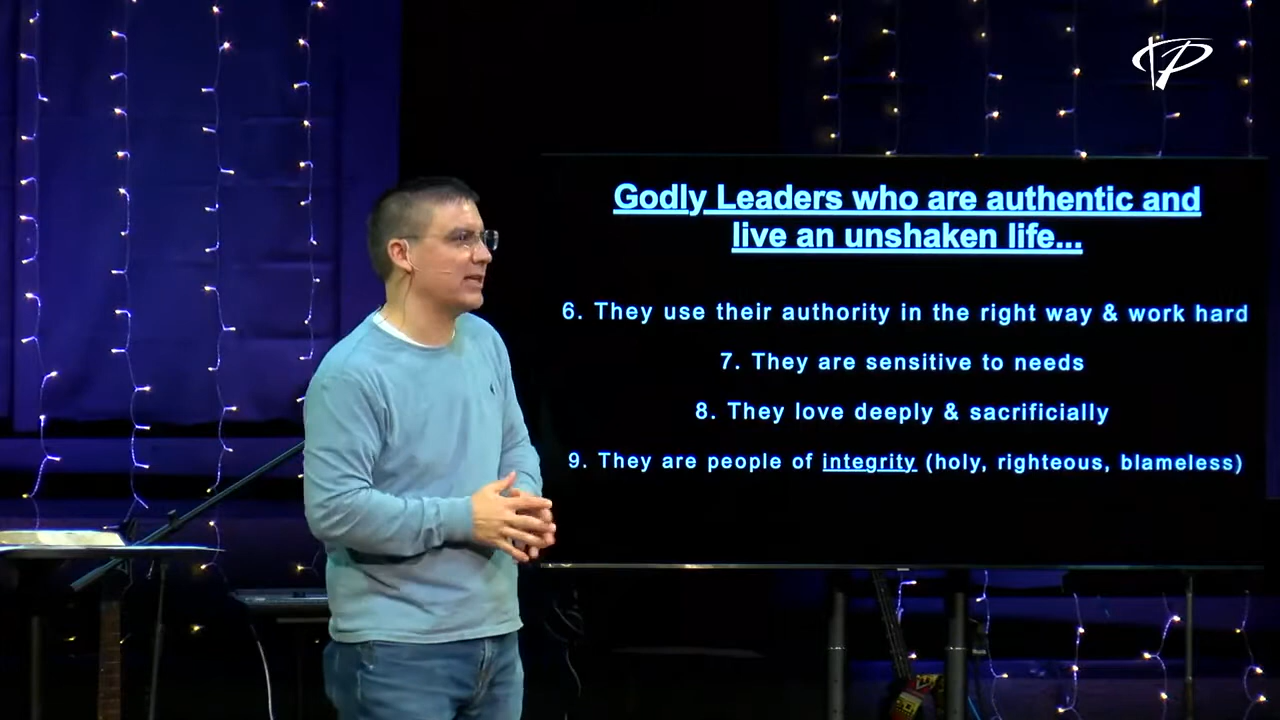 Godly Leaders who are authentic and
live an unshaken life...
6. They use their authority in the right way & work hard
7. They are sensitive to needs
8. They love deeply & sacrificially
9. They are people of integrity (holy, righteous, blameless)